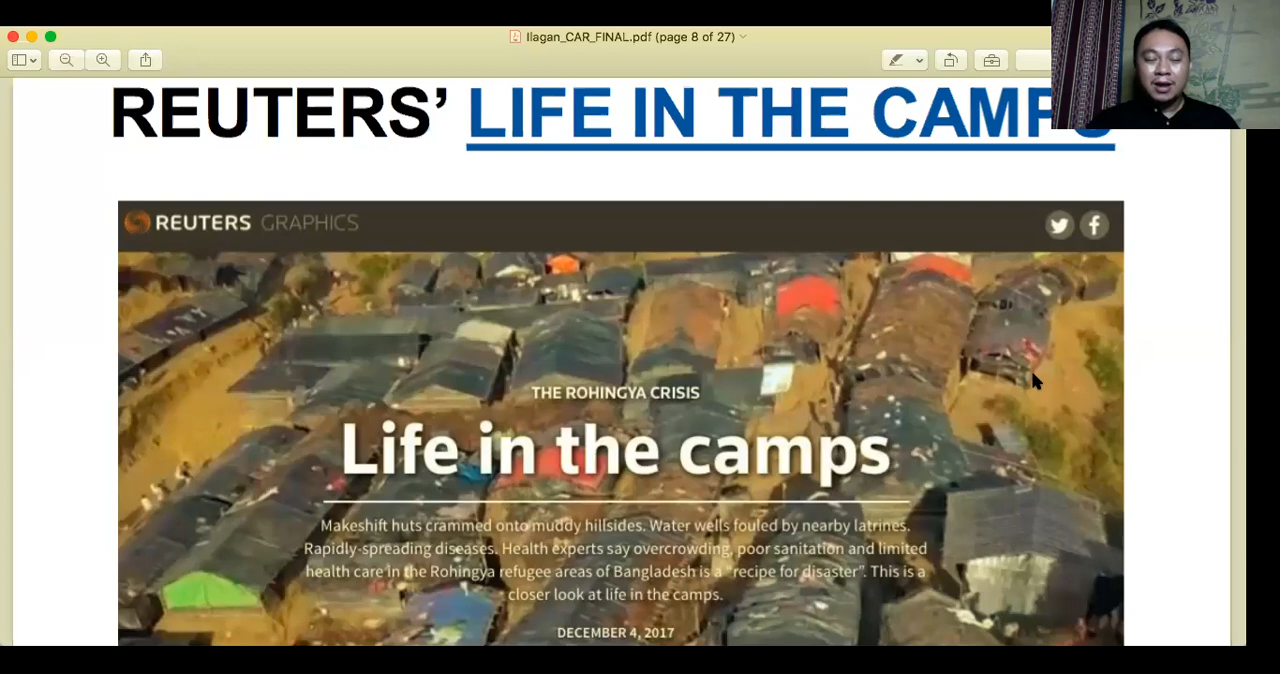 Ilagan_CAR_FINAL.pdf (page 8 of 27)
REUTERS' LIFE IN THE CAMPS
REUTERS GRAPHICS
THE ROHINGYA CRISIS
Life in the camps
Makeshift huts crammed onto muddy hillsides. Water wells fouled by nearby latrines.
Rapidly-spreading diseases. Health experts say overcrowding, poor sanitation and limited
health care in the Rohingya refugee areas of Bangladesh is a "recipe for disaster". This is a
closer look at life in the camps.
DECEMBER 4, 2017